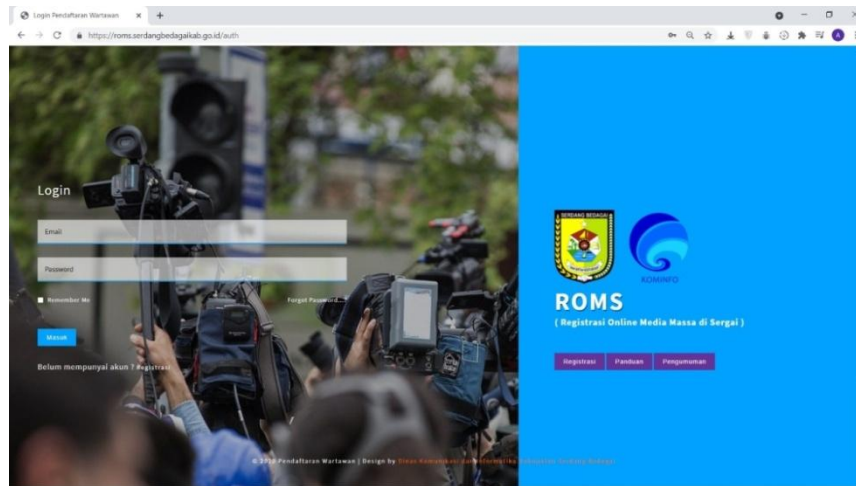 Login Pendaftaran Wartawan
https://roms.serdangbedagaikab.go.id/auth
A
Login
Email
Password
Remember Me
Forgot Password
Masuk
Belum mempunyai akun ? Registrasi
SERDANG BEDAGAI
KOMINFO
ROMS
( Registrasi Online Media Massa di Sergai )
Registrasi Panduan Pengumuman
Pendaftaran Wartawan | Design by Dinas Komunikasi dan Informatika Kabupaten Serdang Bedagai